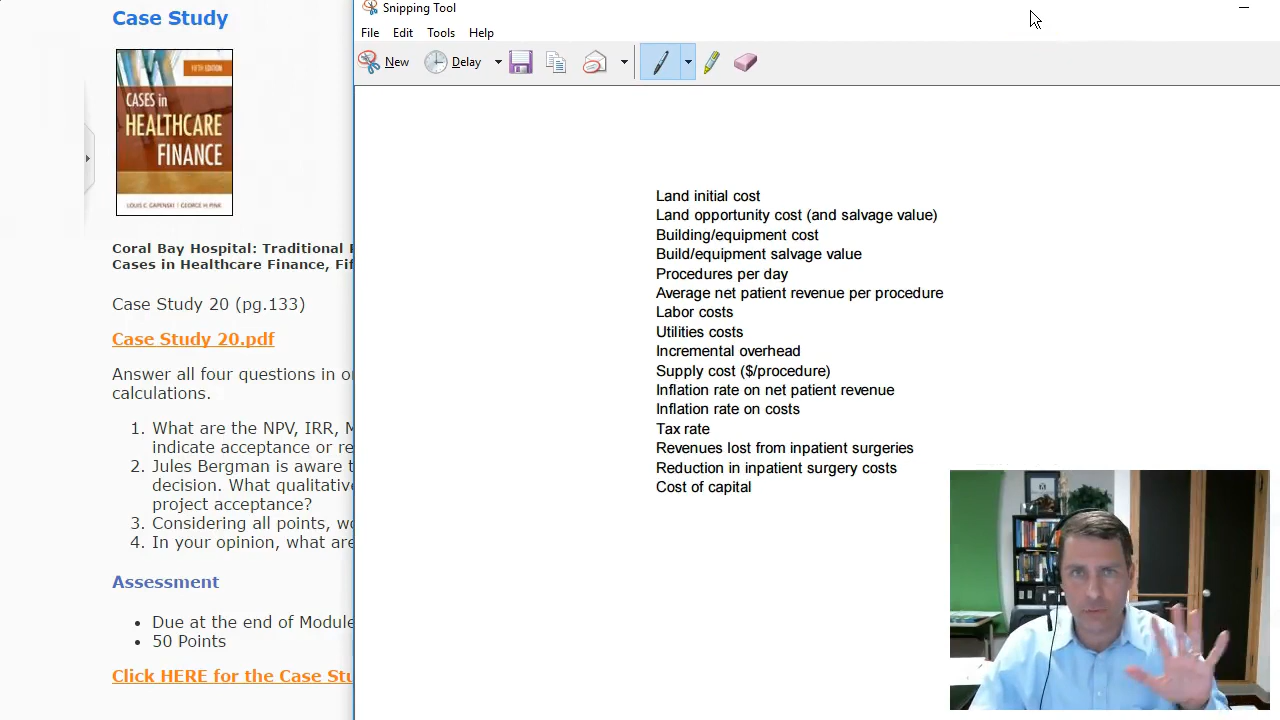 Case Study
FIFTH EDITION
CASES in
HEALTHCARE
FINANCE
LOUIS C. GAPENSKI | GEORGE H. PINK
Coral Bay Hospital: Traditional
Cases in Healthcare Finance, Fif
Case Study 20 (pg.133)
Case Study 20.pdf
Answer all four questions in o
calculations.
1. What are the NPV, IRR, M
indicate acceptance or re
2. Jules Bergman is aware t
decision. What qualitative
project acceptance?
3. Considering all points, wo
4. In your opinion, what are
Assessment
• Due at the end of Module
• 50 Points
Click HERE for the Case Stu
Snipping Tool
File Edit Tools Help
New Delay
Land initial cost
Land opportunity cost (and salvage value)
Building/equipment cost
Build/equipment salvage value
Procedures per day
Average net patient revenue per procedure
Labor costs
Utilities costs
Incremental overhead
Supply cost ($/procedure)
Inflation rate on net patient revenue
Inflation rate on costs
Tax rate
Revenues lost from inpatient surgeries
Reduction in inpatient surgery costs
Cost of capital